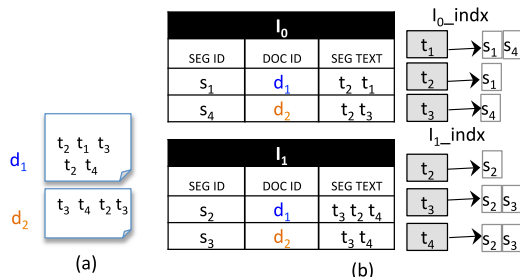 d1
t2 t1 t3
t2 t4
d2
t3 t4 t2 t3
(a)
I0
SEG ID DOC ID SEG TEXT
s1 d1 t2 t1
s4 d2 t2 t3
I1
SEG ID DOC ID SEG TEXT
s2 d1 t3 t2 t4
s3 d2 t3 t4
(b)
I0_indx
t1 s1 s4
t2 s1
t3 s4
I1_indx
t2 s2
t3 s2 s3
t4 s2 s3